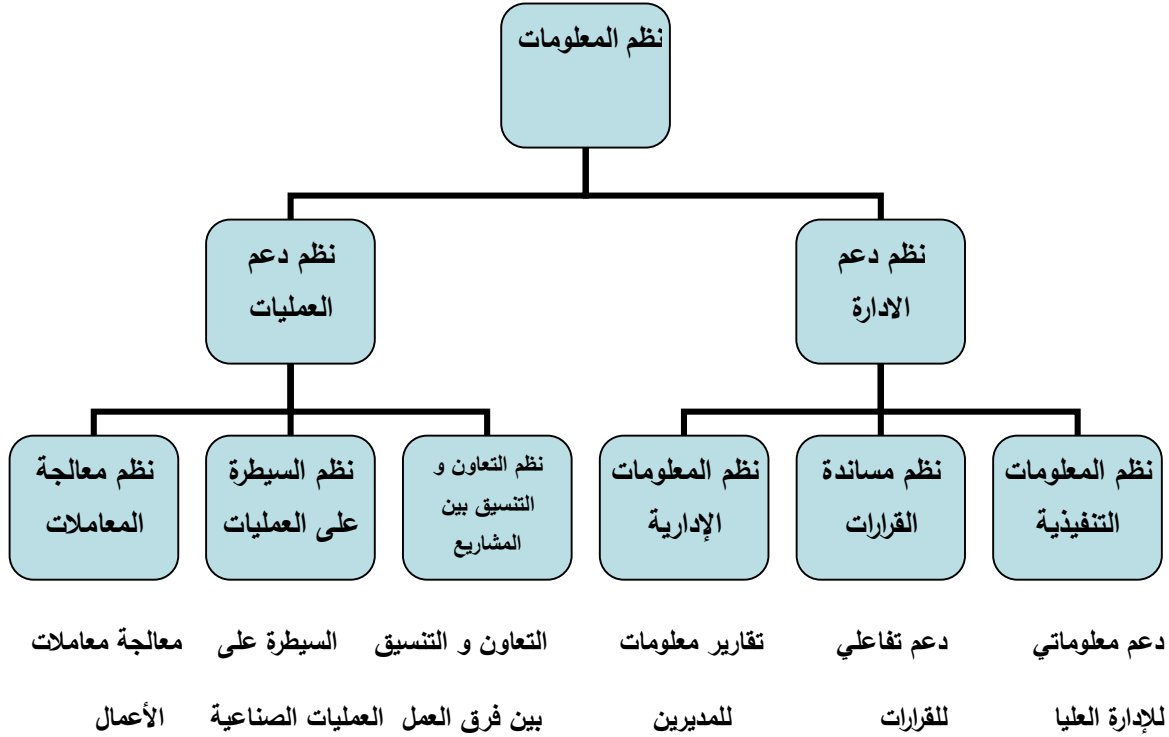 نظم المعلومات
نظم دعم
الادارة
نظم دعم
العمليات
نظم المعلومات
التنفيذية
نظم مساندة
القرارات
نظم المعلومات
الإدارية
نظم التعاون و
التنسيق بين
المشاريع
نظم السيطرة
على العمليات
نظم معالجة
المعاملات
دعم معلوماتي
للإدارة العليا
دعم تفاعلي
للقرارات
تقارير معلومات
للمديرين
التعاون و التنسيق
بين فرق العمل
السيطرة على
العمليات الصناعية
معالجة معاملات
الأعمال